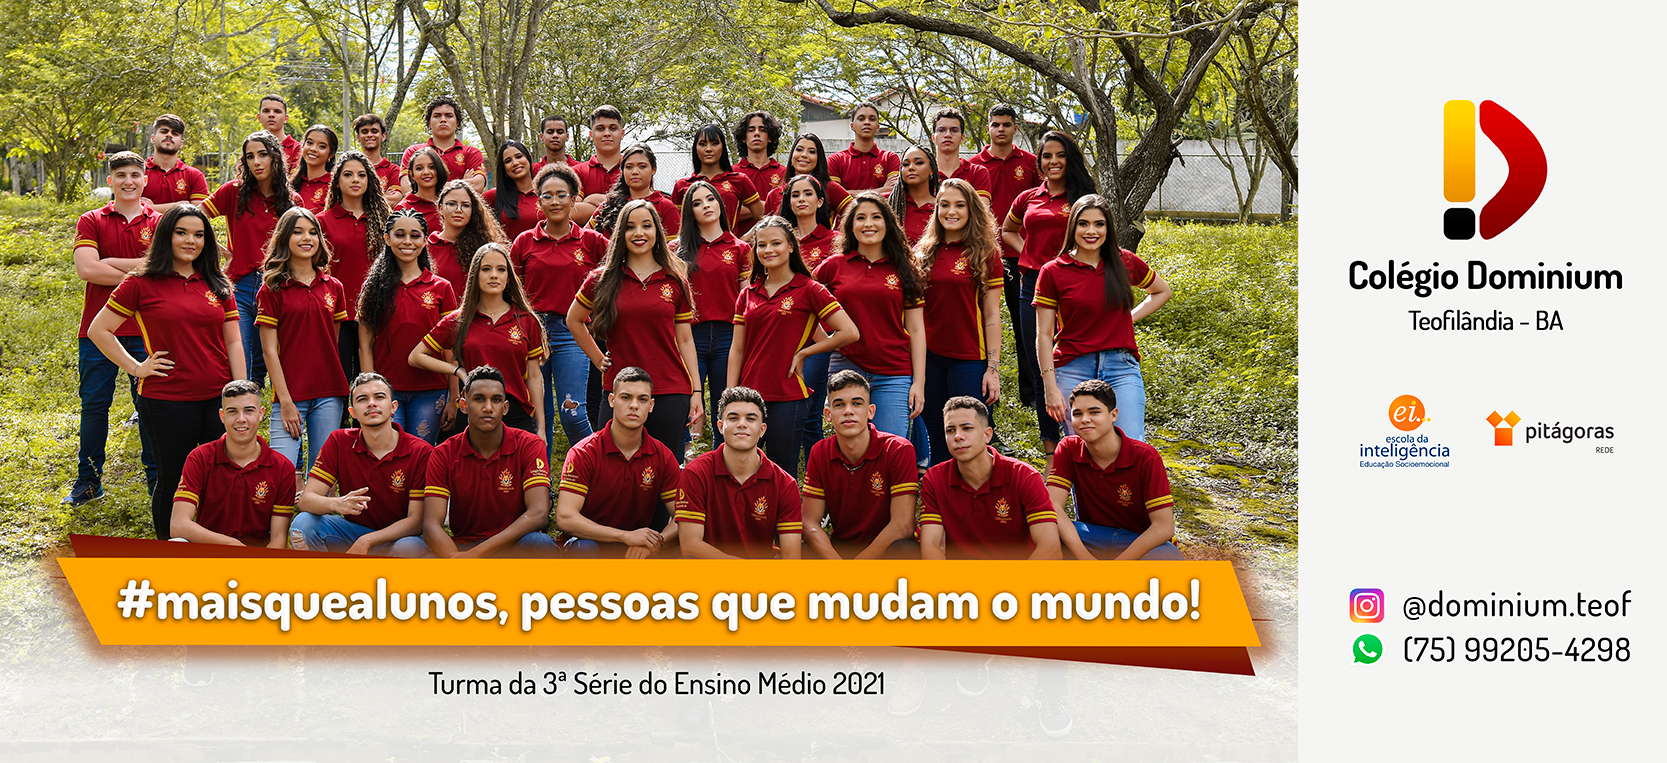 #maisquealunos, pessoas que mudam o mundo!
Turma da 3ª Série do Ensino Médio 2021
Colégio Dominium
Teofilândia - BA
ei...
escola da
inteligência
Educação Socioemocional
pitágoras
REDE
@dominium.teof
(75) 99205-4298